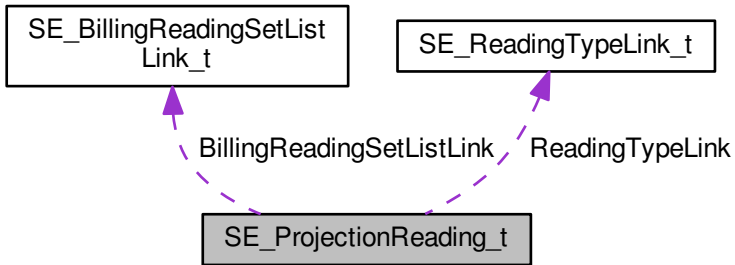 SE_BillingReadingSetList
Link_t
SE_ReadingTypeLink_t
BillingReadingSetListLink
ReadingTypeLink
SE_ProjectionReading_t